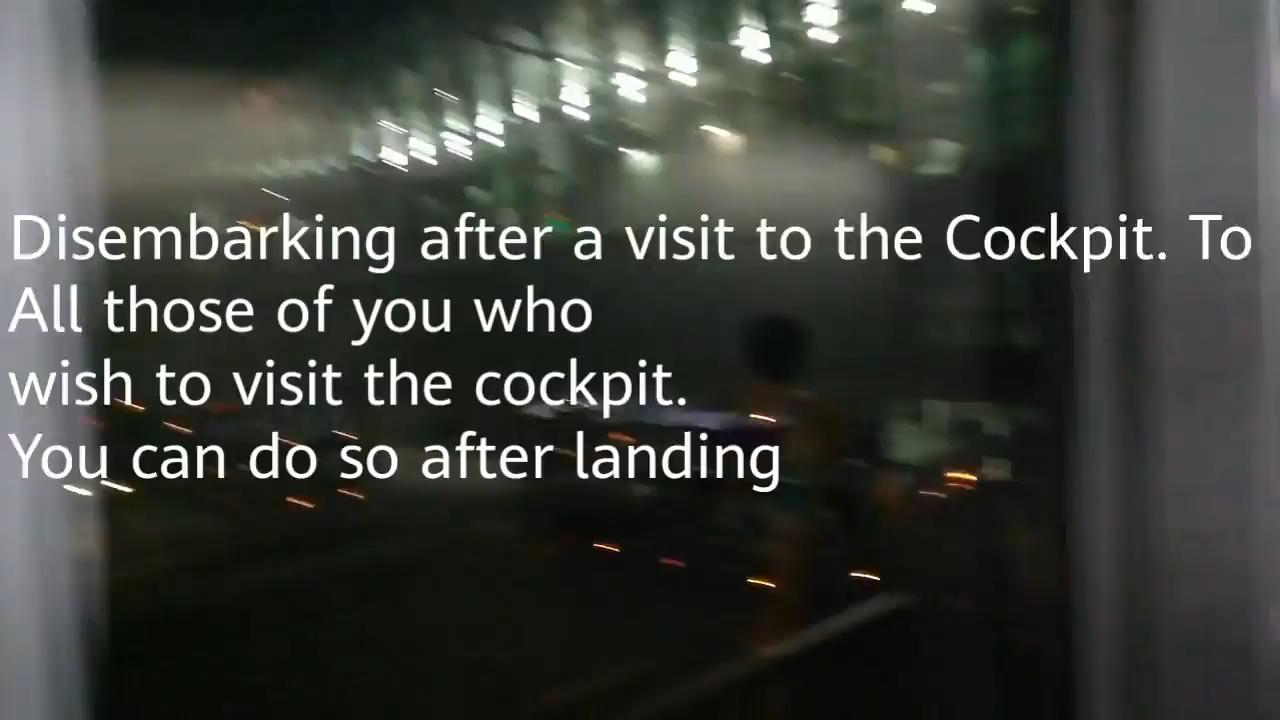 Disembarking after a visit to the Cockpit. To
All those of you who
wish to visit the cockpit.
You can do so after landing